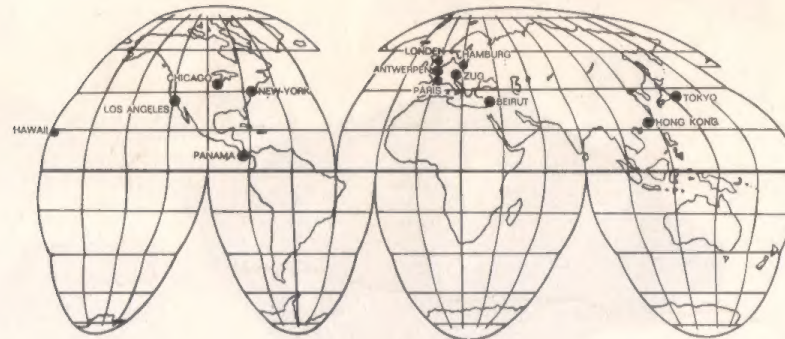 LONDEN
HAMBURG
ANTWERPEN
ZUG
CHICAGO
NEW-YORK
PARIS
LOS ANGELES
BEIRUT
TOKYO
HAWAII
HONG KONG
PANAMA